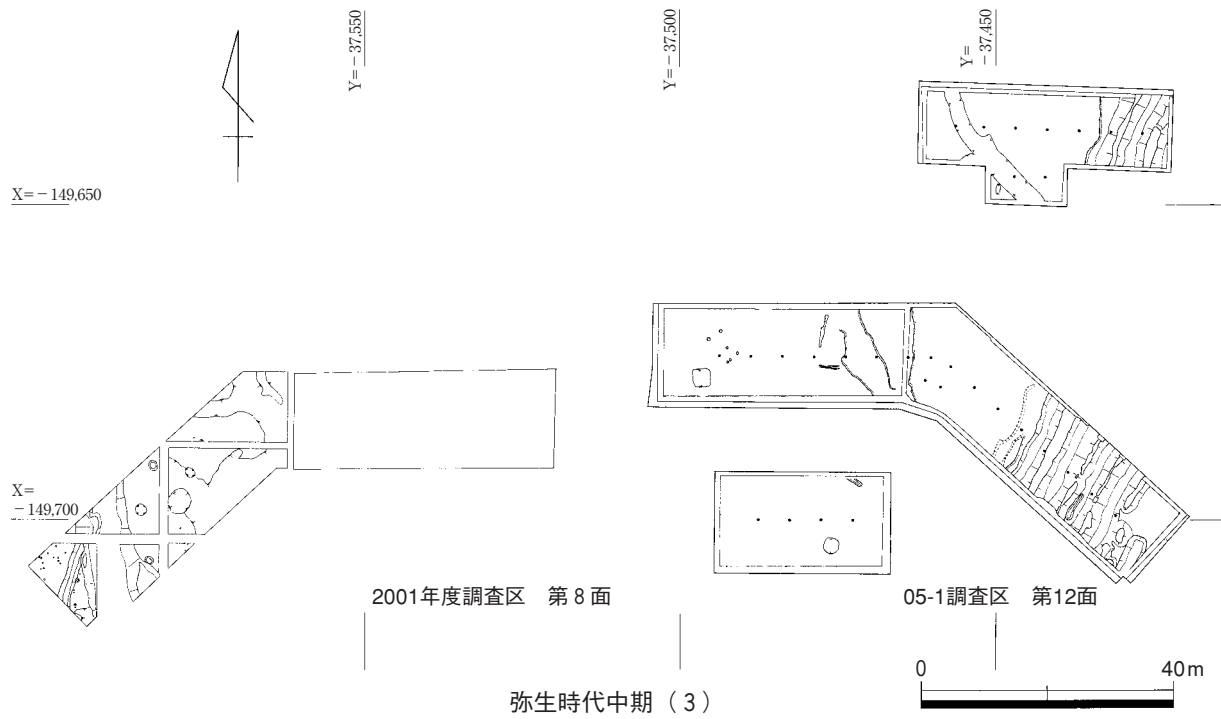 Y=−37,550
Y=−37,500
Y=
−37,450
X=−149,650
X=
−149,700
2001年度調査区　第８面
05-1調査区　第12面
0 40m
弥生時代中期（３）